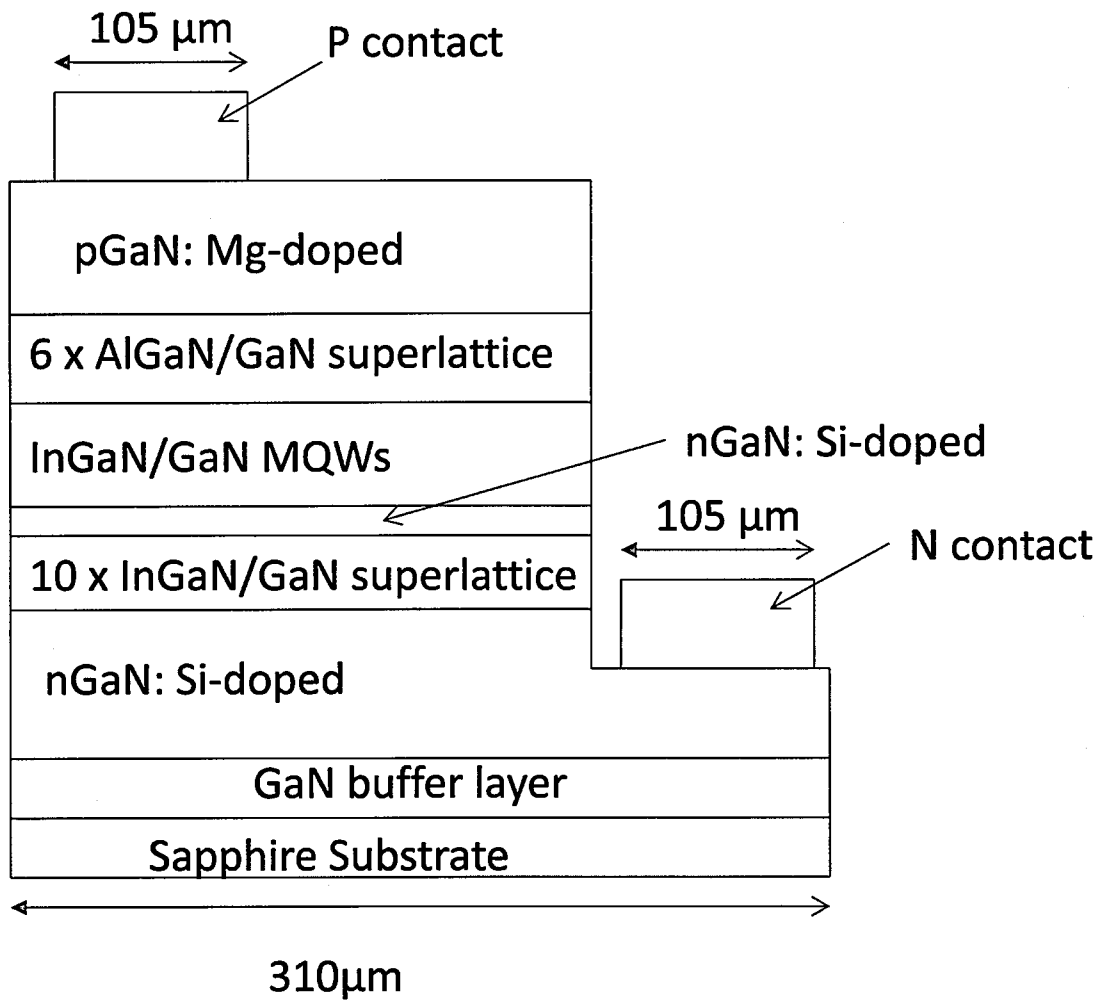 105 μm
P contact
pGaN: Mg-doped
6 x AlGaN/GaN superlattice
InGaN/GaN MQWs
nGaN: Si-doped
105 μm
N contact
10 x InGaN/GaN superlattice
nGaN: Si-doped
GaN buffer layer
Sapphire Substrate
310μm